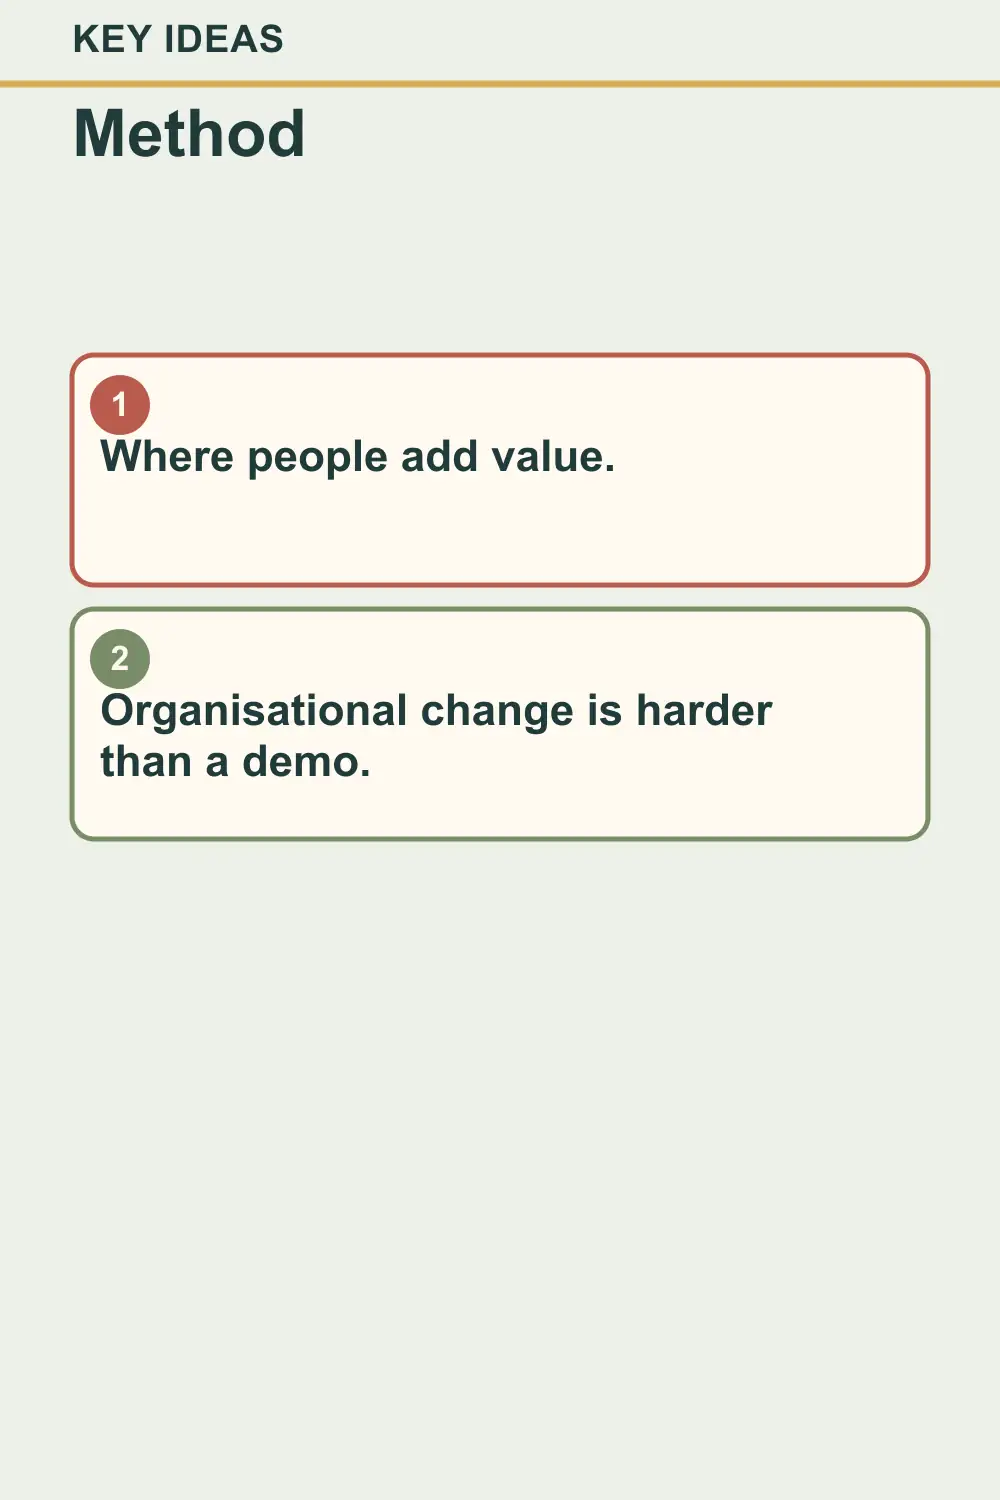 KEY IDEAS
Method
1
Where people add value.
2
Organisational change is harder
than a demo.